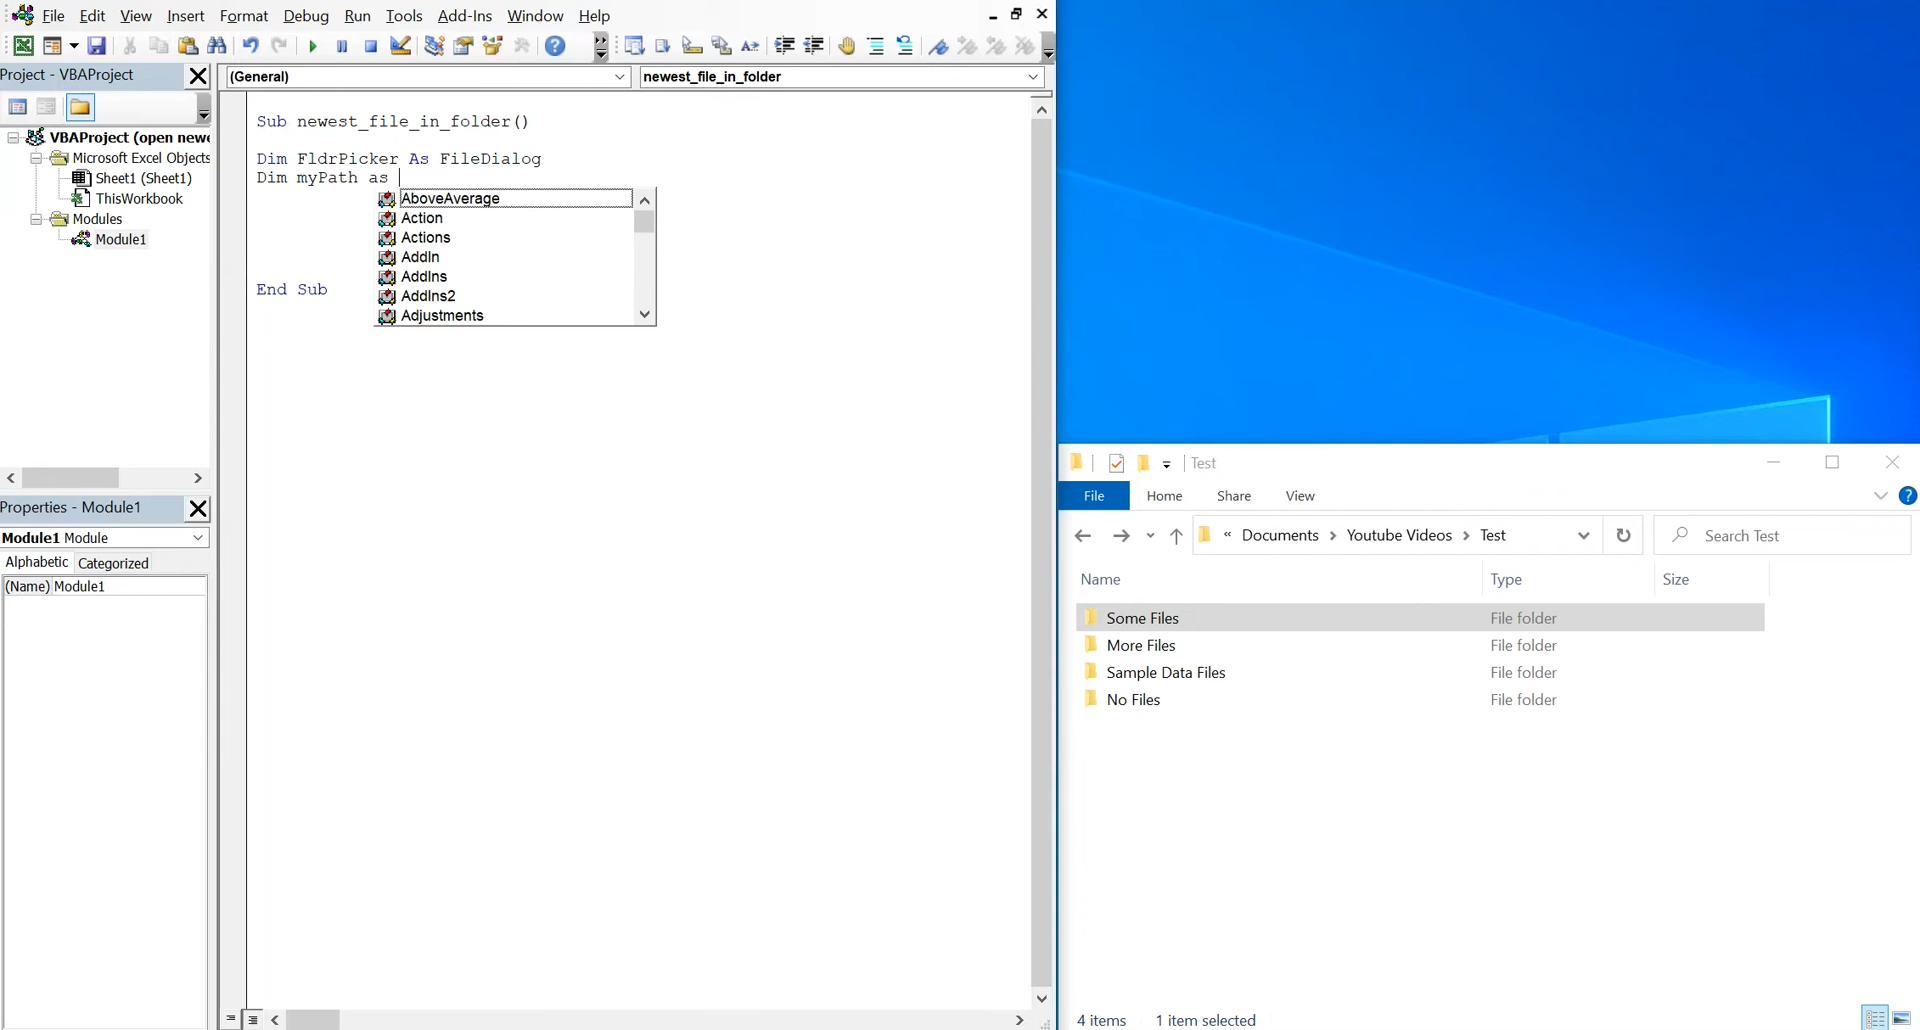 File Edit View Insert Format Debug Run Tools Add-Ins Window Help
Project - VBAProject
(General)
newest_file_in_folder
VBAProject (open newe
Microsoft Excel Objects
Sheet1 (Sheet1)
ThisWorkbook
Modules
Module1
Sub newest_file_in_folder()
Dim FldrPicker As FileDialog
Dim myPath as
AboveAverage
Action
Actions
AddIn
AddIns
AddIns2
Adjustments
End Sub
Properties - Module1
Module1 Module
Alphabetic Categorized
(Name) Module1
Test
File Home Share View
« Documents > Youtube Videos > Test
Search Test
Name Type Size
Some Files File folder
More Files File folder
Sample Data Files File folder
No Files File folder
4 items 1 item selected